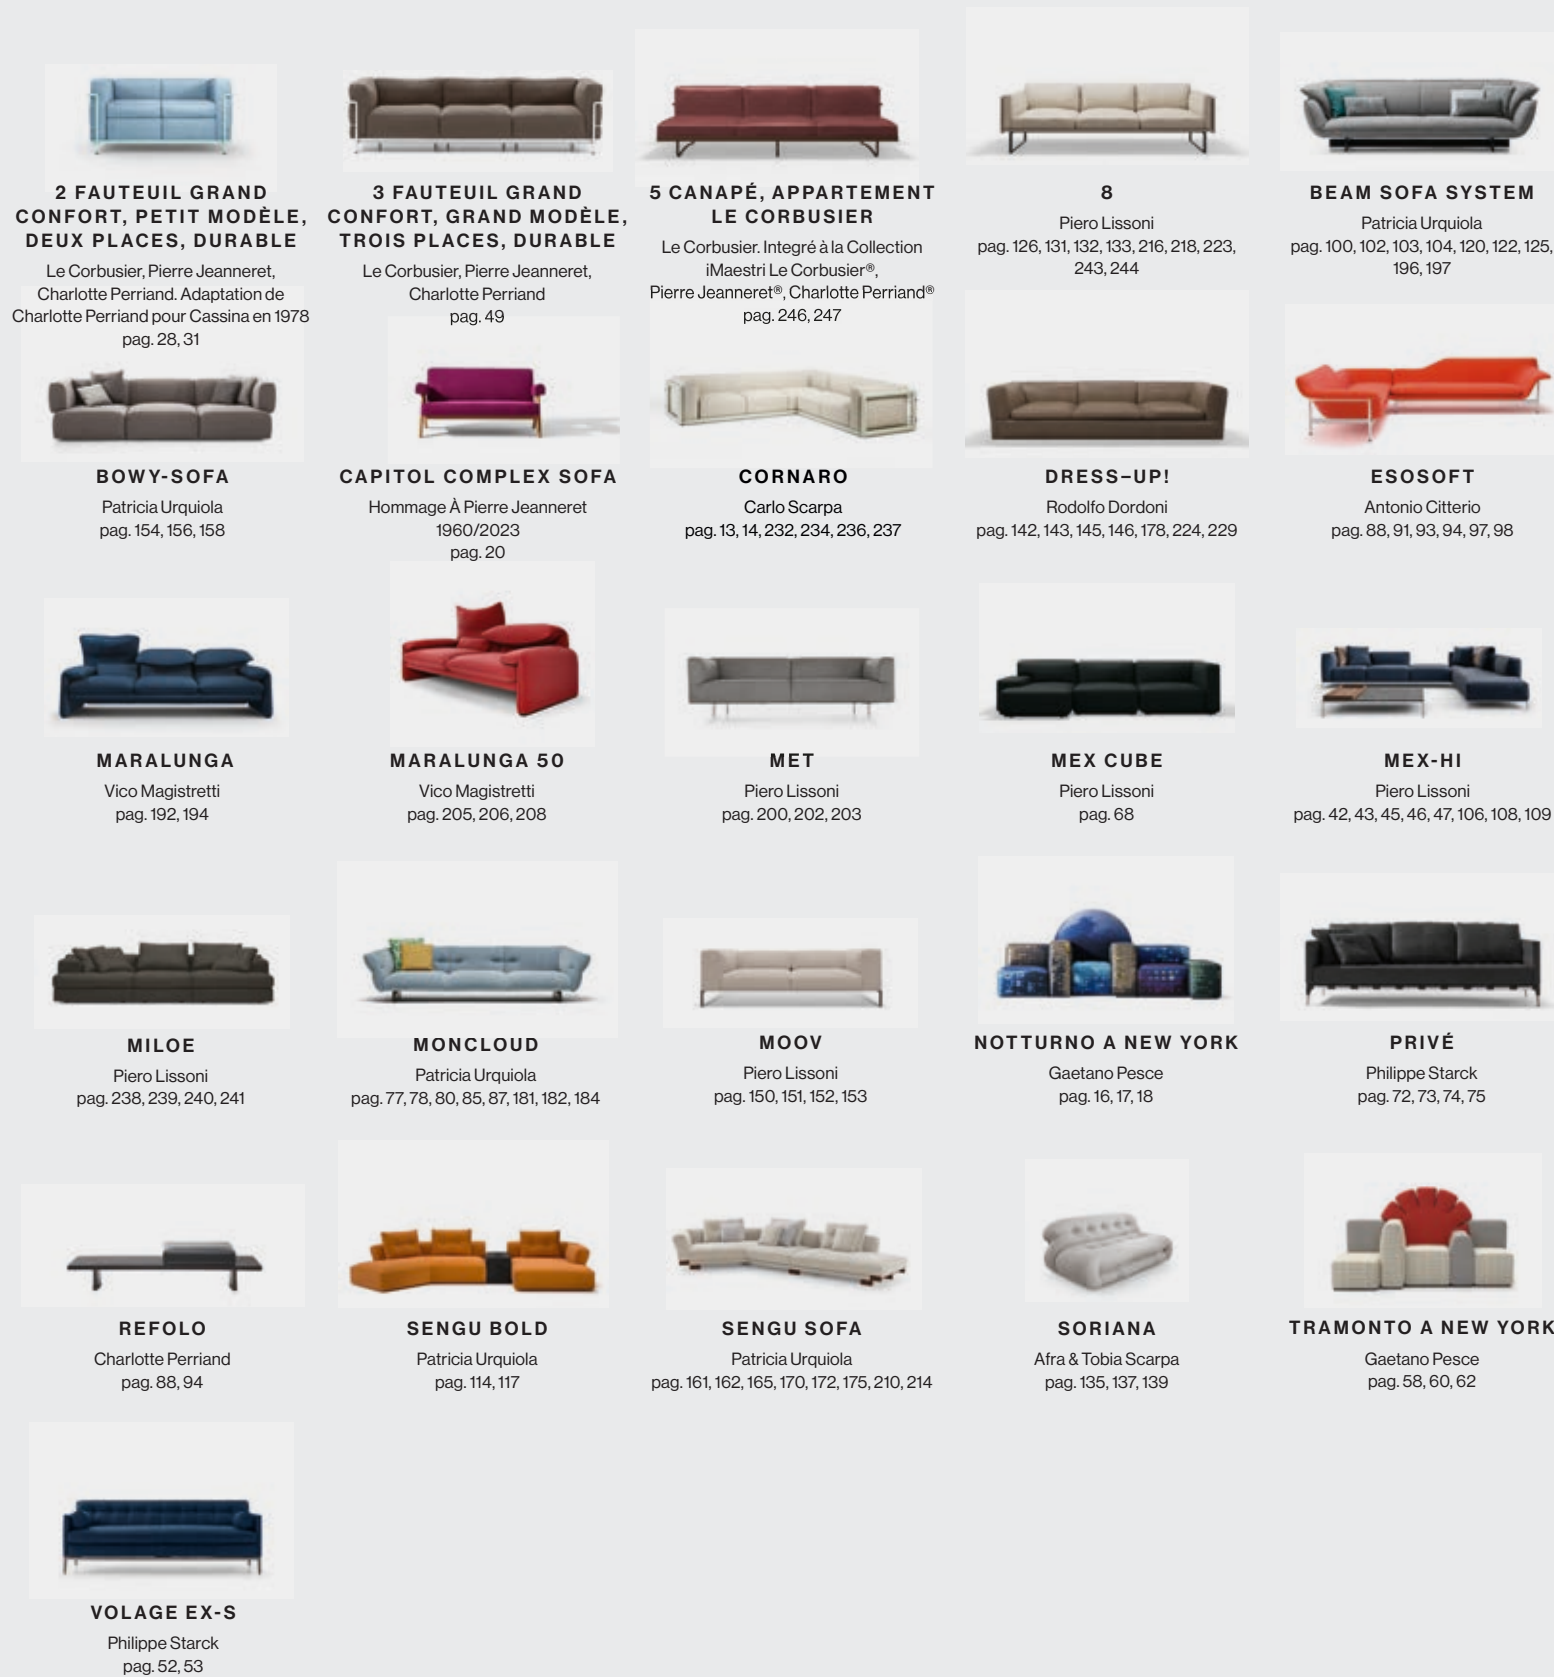 2 FAUTEUIL GRAND
CONFORT, PETIT MODÈLE,
DEUX PLACES, DURABLE
Le Corbusier, Pierre Jeanneret,
Charlotte Perriand. Adaptation de
Charlotte Perriand pour Cassina en 1978
pag. 28, 31
3 FAUTEUIL GRAND
CONFORT, GRAND MODÈLE,
TROIS PLACES, DURABLE
Le Corbusier, Pierre Jeanneret,
Charlotte Perriand
pag. 49
5 CANAPÉ, APPARTEMENT
LE CORBUSIER
Le Corbusier. Integré à la Collection
iMaestri Le Corbusier®,
Pierre Jeanneret®, Charlotte Perriand®
pag. 246, 247
8
Piero Lissoni
pag. 126, 131, 132, 133, 216, 218, 223,
243, 244
BEAM SOFA SYSTEM
Patricia Urquiola
pag. 100, 102, 103, 104, 120, 122, 125,
196, 197
BOWY-SOFA
Patricia Urquiola
pag. 154, 156, 158
CAPITOL COMPLEX SOFA
Hommage À Pierre Jeanneret
1960/2023
pag. 20
CORNARO
Carlo Scarpa
pag. 13, 14, 232, 234, 236, 237
DRESS–UP!
Rodolfo Dordoni
pag. 142, 143, 145, 146, 178, 224, 229
ESOSOFT
Antonio Citterio
pag. 88, 91, 93, 94, 97, 98
MARALUNGA
Vico Magistretti
pag. 192, 194
MARALUNGA 50
Vico Magistretti
pag. 205, 206, 208
MET
Piero Lissoni
pag. 200, 202, 203
MEX CUBE
Piero Lissoni
pag. 68
MEX-HI
Piero Lissoni
pag. 42, 43, 45, 46, 47, 106, 108, 109
MILOE
Piero Lissoni
pag. 238, 239, 240, 241
MONCLOUD
Patricia Urquiola
pag. 77, 78, 80, 85, 87, 181, 182, 184
MOOV
Piero Lissoni
pag. 150, 151, 152, 153
NOTTURNO A NEW YORK
Gaetano Pesce
pag. 16, 17, 18
PRIVÉ
Philippe Starck
pag. 72, 73, 74, 75
REFOLO
Charlotte Perriand
pag. 88, 94
SENGU BOLD
Patricia Urquiola
pag. 114, 117
SENGU SOFA
Patricia Urquiola
pag. 161, 162, 165, 170, 172, 175, 210, 214
SORIANA
Afra & Tobia Scarpa
pag. 135, 137, 139
TRAMONTO A NEW YORK
Gaetano Pesce
pag. 58, 60, 62
VOLAGE EX-S
Philippe Starck
pag. 52, 53